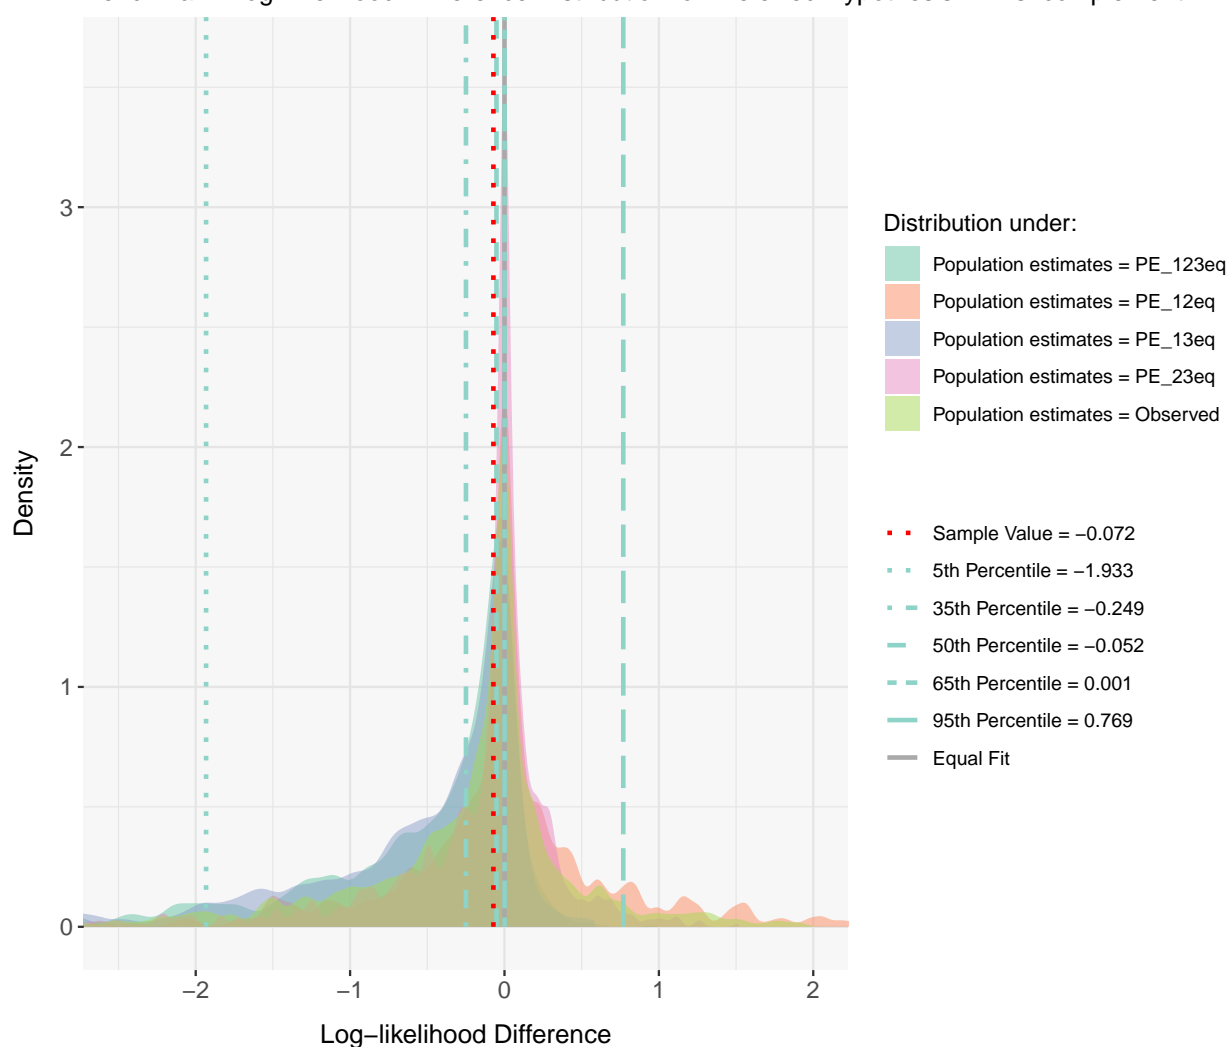 3
2
1
0
Density
−2 −1 0 1 2
Log−likelihood Difference
Distribution under:
Population estimates = PE_123eq
Population estimates = PE_12eq
Population estimates = PE_13eq
Population estimates = PE_23eq
Population estimates = Observed
Sample Value = −0.072
5th Percentile = −1.933
35th Percentile = −0.249
50th Percentile = −0.052
65th Percentile = 0.001
95th Percentile = 0.769
Equal Fit